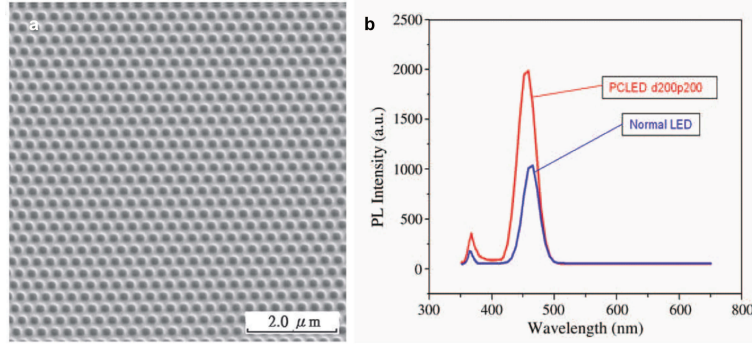 a
2.0 μm
b
2500
2000
1500
1000
500
0
PL Intensity (a.u.)
PCLED d200p200
Normal LED
300 400 500 600 600 800
Wavelength (nm)